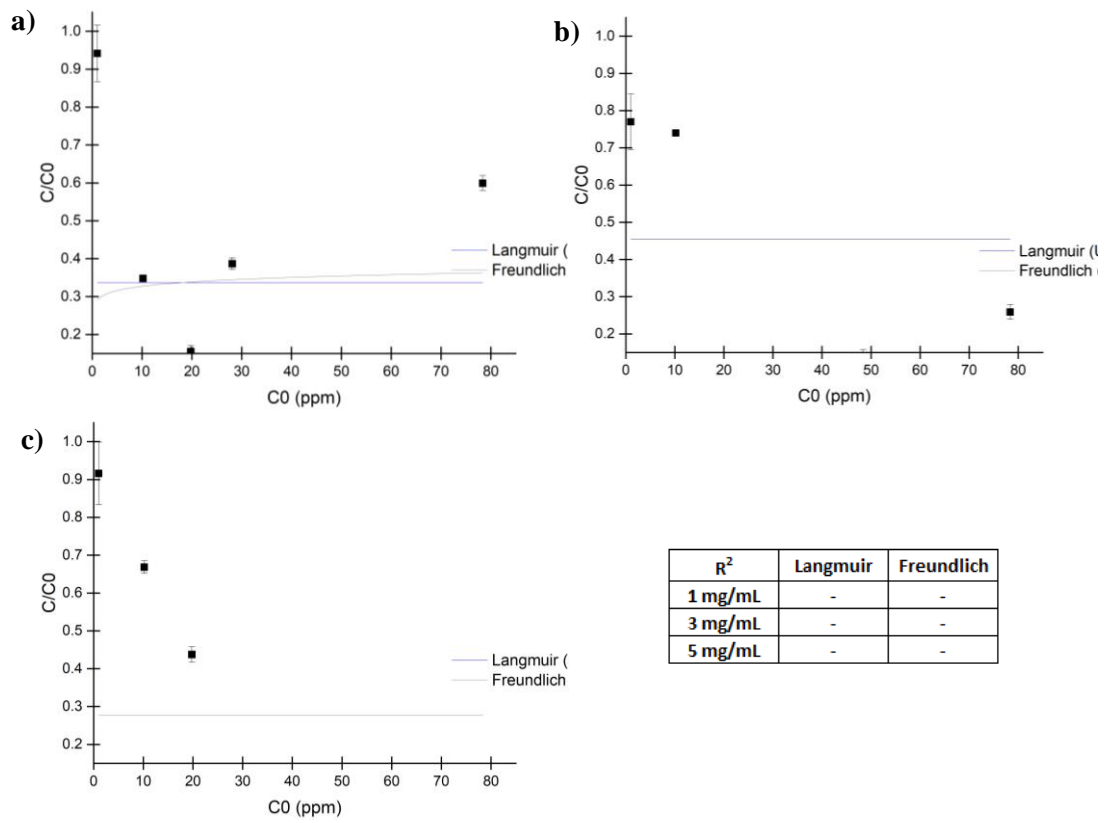 a)
1.0
0.9
0.8
0.7
0.6
0.5
0.4
0.3
0.2
C/C0
0 10 20 30 40 50 60 70 80
C0 (ppm)
Langmuir (
Freundlich
b)
1.0
0.9
0.8
0.7
0.6
0.5
0.4
0.3
0.2
C/C0
0 10 20 30 40 50 60 70 80
C0 (ppm)
Langmuir (U
Freundlich (
c)
1.0
0.9
0.8
0.7
0.6
0.5
0.4
0.3
0.2
C/C0
0 10 20 30 40 50 60 70 80
C0 (ppm)
Langmuir (
Freundlich
R² Langmuir Freundlich
1 mg/mL - -
3 mg/mL - -
5 mg/mL - -